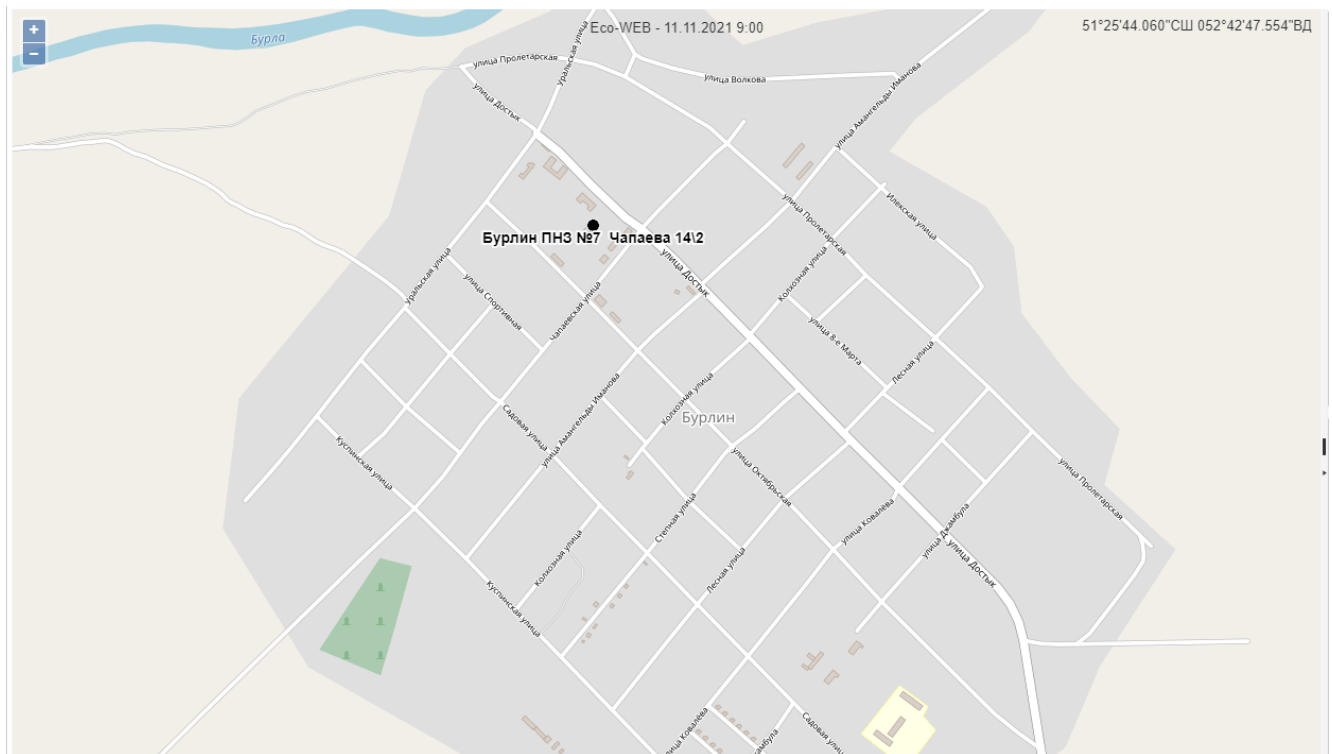 +
−
Бурла
Eco-WEB - 11.11.2021 9:00
51°25'44.060"СШ 052°42'47.554"ВД
Уральская улица
улица Пролетарская
улица Волкова
улица Достык
улица Амангельды Иманова
Илекская улица
улица Пролетарская
Бурлин ПНЗ №7 Чапаева 14\2
Уральская улица
улица Достык
Колхозная улица
улица Спортивная
Чапаевская улица
улица 8-е Марта
Лесная улица
Колхозная улица
улица Амангельды Иманова
Бурлин
Садовая улица
Куспинская улица
улица Октябрьская
улица Пролетарская
Степная улица
улица Ковалёва
улица Джамбула
улица Достык
Колхозная улица
Лесная улица
Куспинская улица
улица Ковалёва
Садовая улица